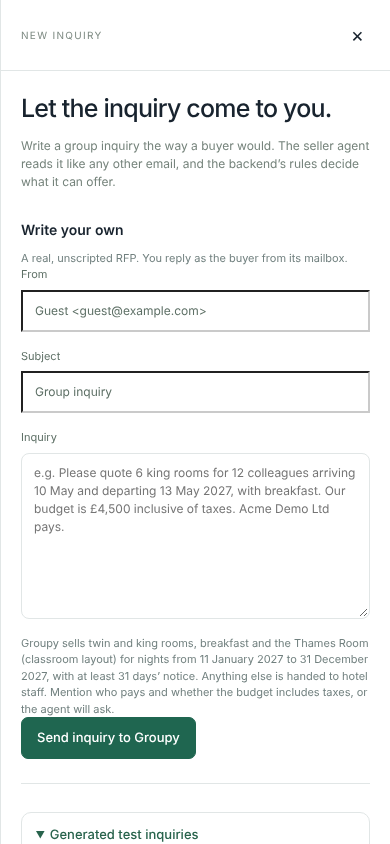 NEW INQUIRY
Let the inquiry come to you.
Write a group inquiry the way a buyer would. The seller agent
reads it like any other email, and the backend’s rules decide
what it can offer.
Write your own
A real, unscripted RFP. You reply as the buyer from its mailbox.
From
Guest <guest@example.com>
Subject
Group inquiry
Inquiry
e.g. Please quote 6 king rooms for 12 colleagues arriving
10 May and departing 13 May 2027, with breakfast. Our
budget is £4,500 inclusive of taxes. Acme Demo Ltd
pays.
Groupy sells twin and king rooms, breakfast and the Thames Room
(classroom layout) for nights from 11 January 2027 to 31 December
2027, with at least 31 days’ notice. Anything else is handed to hotel
staff. Mention who pays and whether the budget includes taxes, or
the agent will ask.
Send inquiry to Groupy
Generated test inquiries